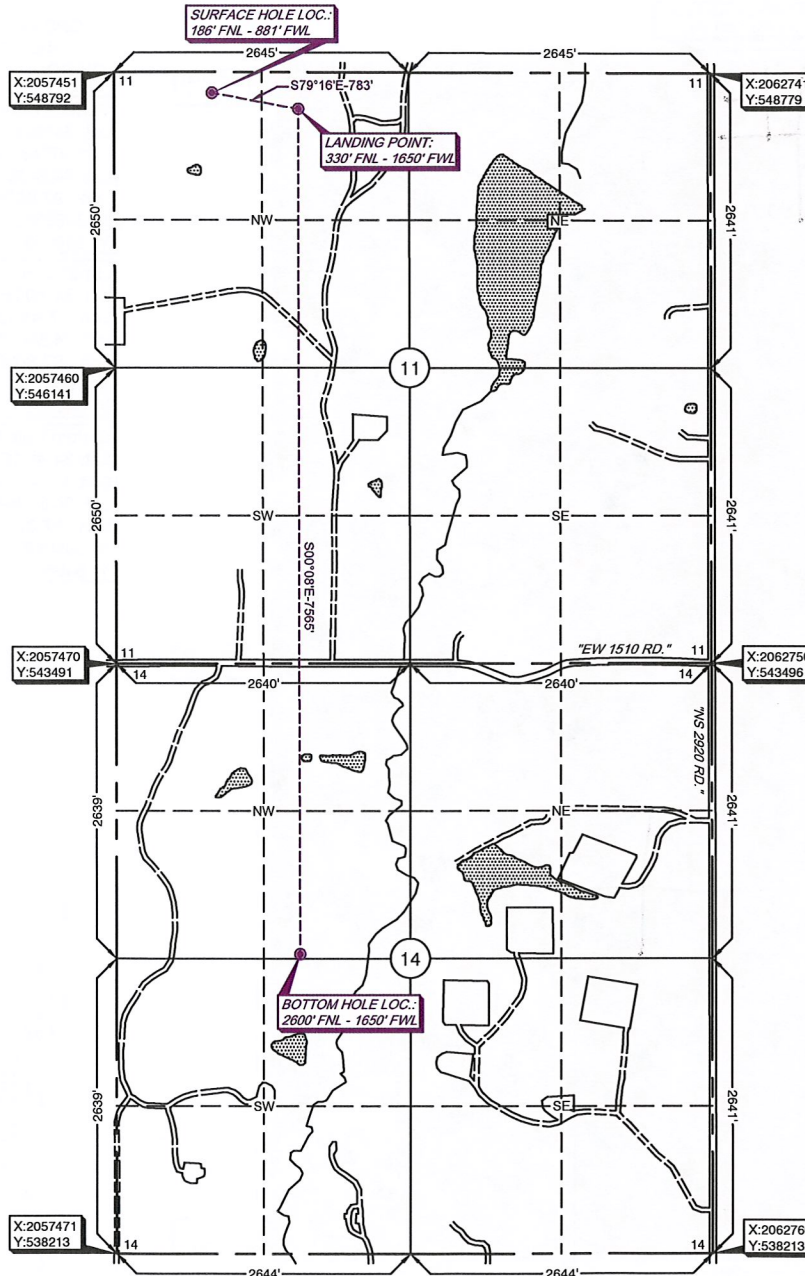 SURFACE HOLE LOC.:
186' FNL - 881' FWL
2645'
2645'
X:2057451
Y:548792
11
11
Y:548779
S79°16'E-783'
LANDING POINT:
330' FNL - 1650' FWL
2650'
NW
NE
2641'
X:2057460
Y:546141
11
2650'
SW
SE
2641'
S00°08'E-7565'
X:2057470
Y:543491
11
14
"EW 1510 RD."
11
14
Y:543496
2640'
2640'
"NS 2920 RD."
2639'
NW
NE
2641'
14
BOTTOM HOLE LOC.:
2600' FNL - 1650' FWL
2639'
SW
SE
2641'
X:2057471
Y:538213
14
14
Y:538213
2644'
2644'